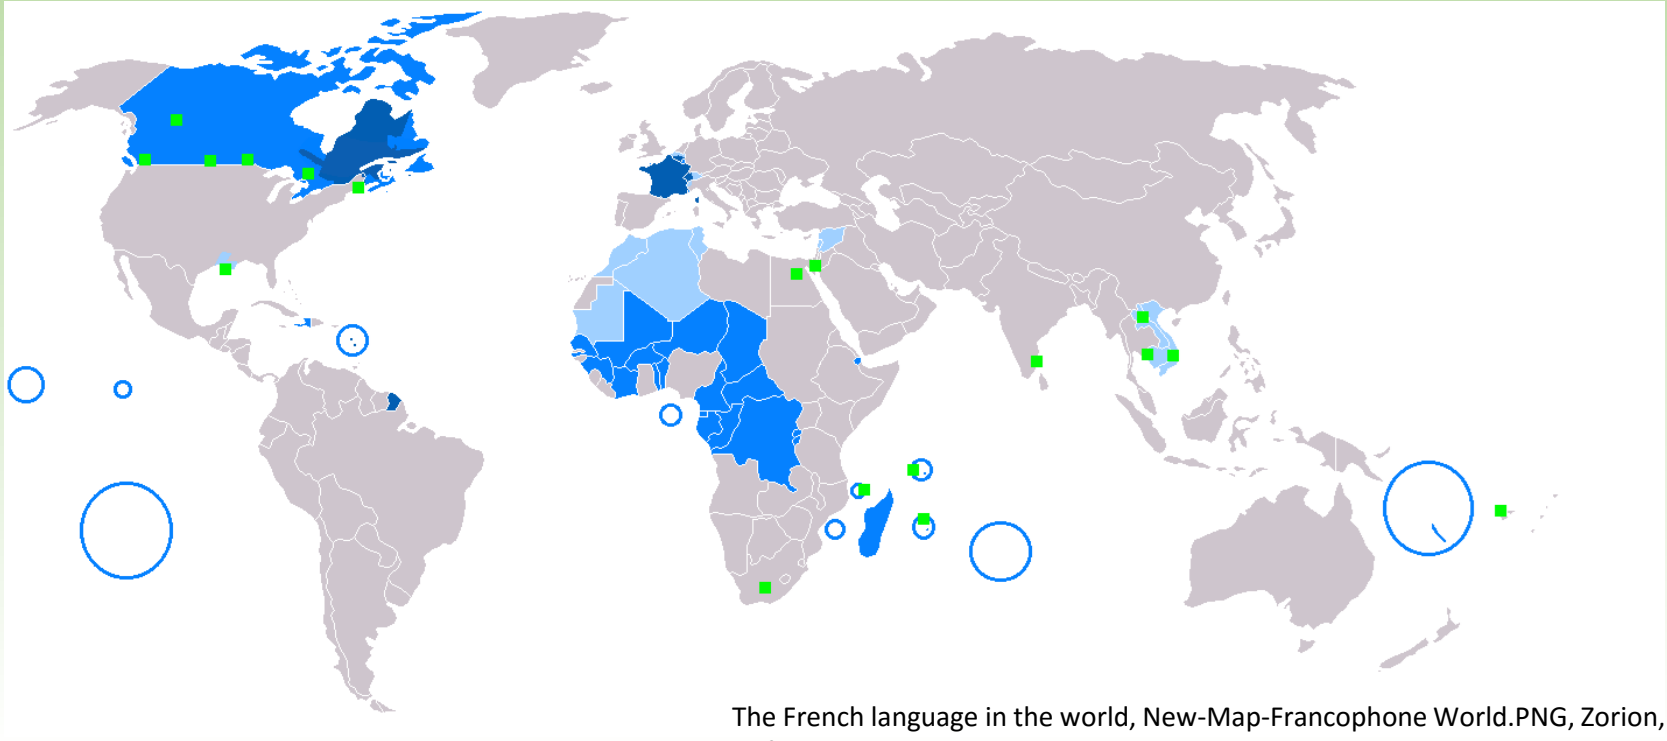 The French language in the world, New-Map-Francophone World.PNG, Zorion,